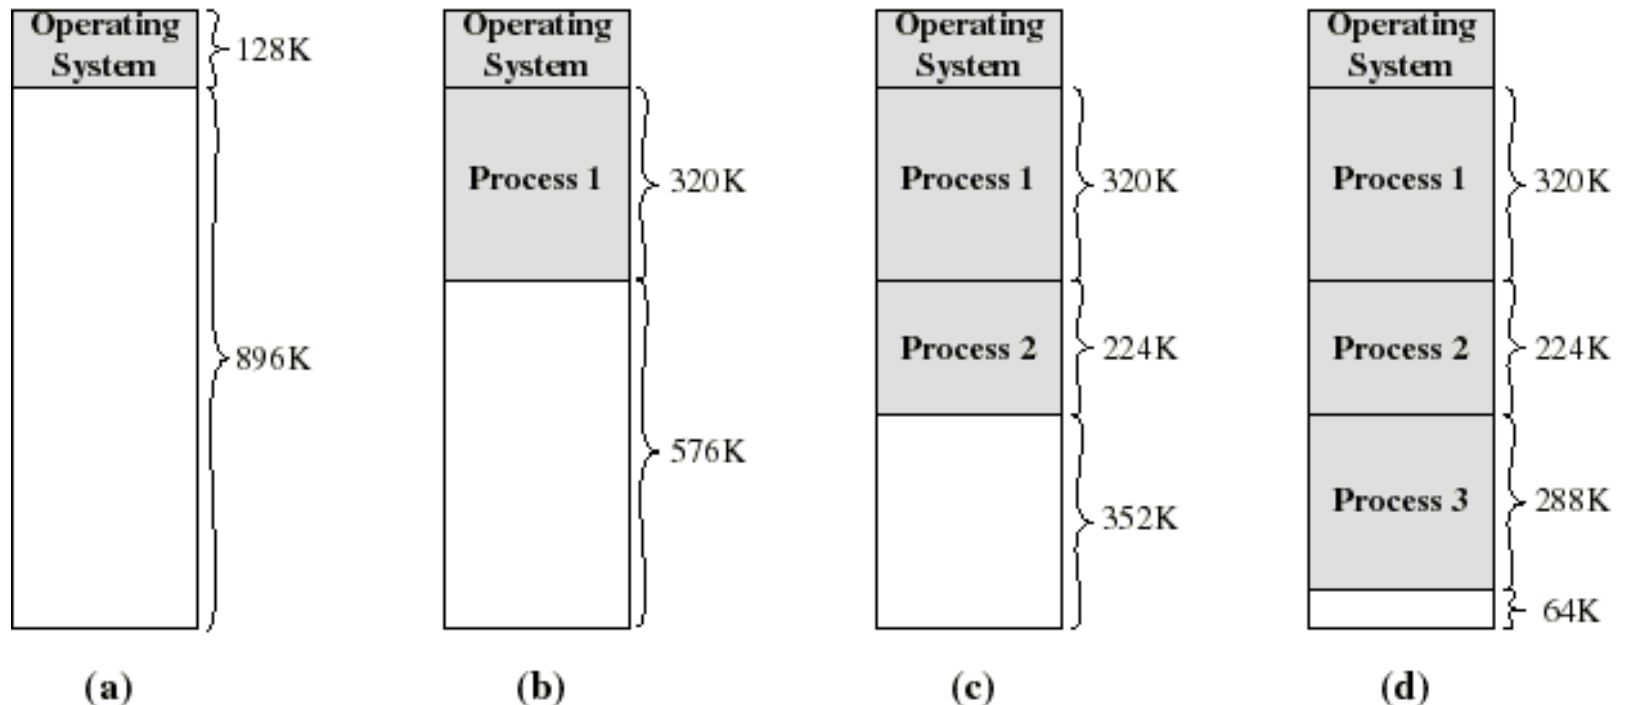 Operating
System
128K
896K
(a)
Operating
System
Process 1
320K
576K
(b)
Operating
System
Process 1
320K
Process 2
224K
352K
(c)
Operating
System
Process 1
320K
Process 2
224K
Process 3
288K
64K
(d)